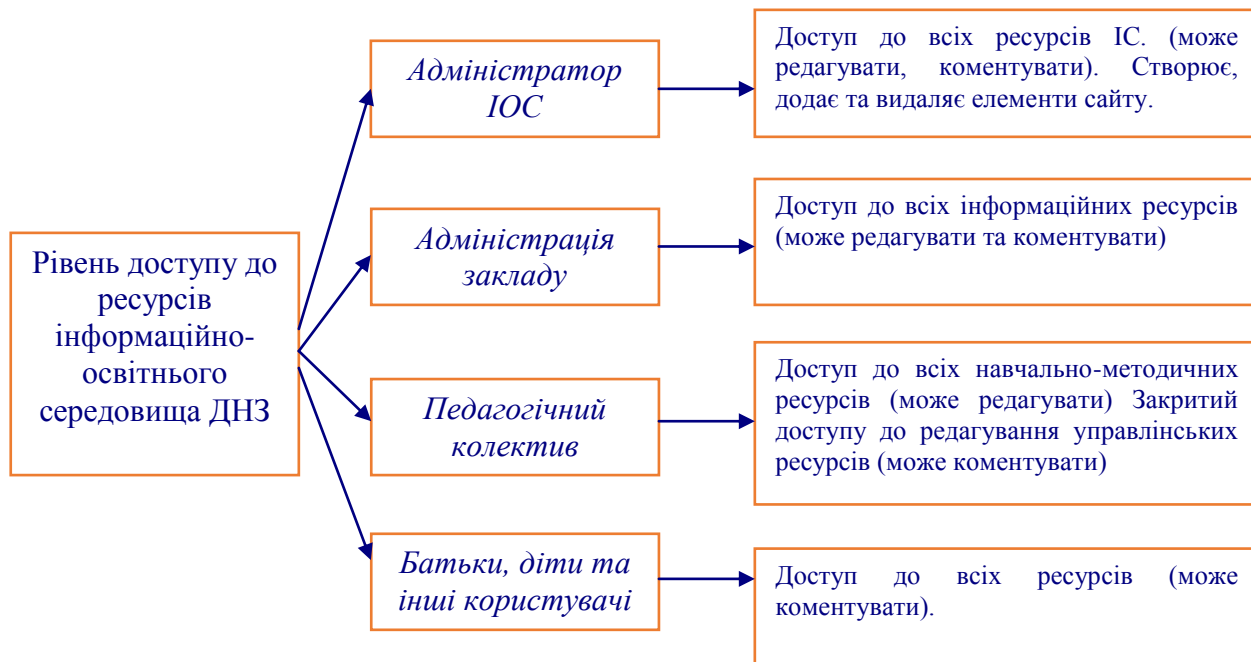 Рівень доступу до
ресурсів
інформаційно-
освітнього
середовища ДНЗ
Адміністратор
ІОС
Доступ до всіх ресурсів ІС. (може
редагувати, коментувати). Створює,
додає та видаляє елементи сайту.
Адміністрація
закладу
Доступ до всіх інформаційних ресурсів
(може редагувати та коментувати)
Педагогічний
колектив
Доступ до всіх навчально-методичних
ресурсів (може редагувати) Закритий
доступу до редагування управлінських
ресурсів (може коментувати)
Батьки, діти та
інші користувачі
Доступ до всіх ресурсів (може
коментувати).